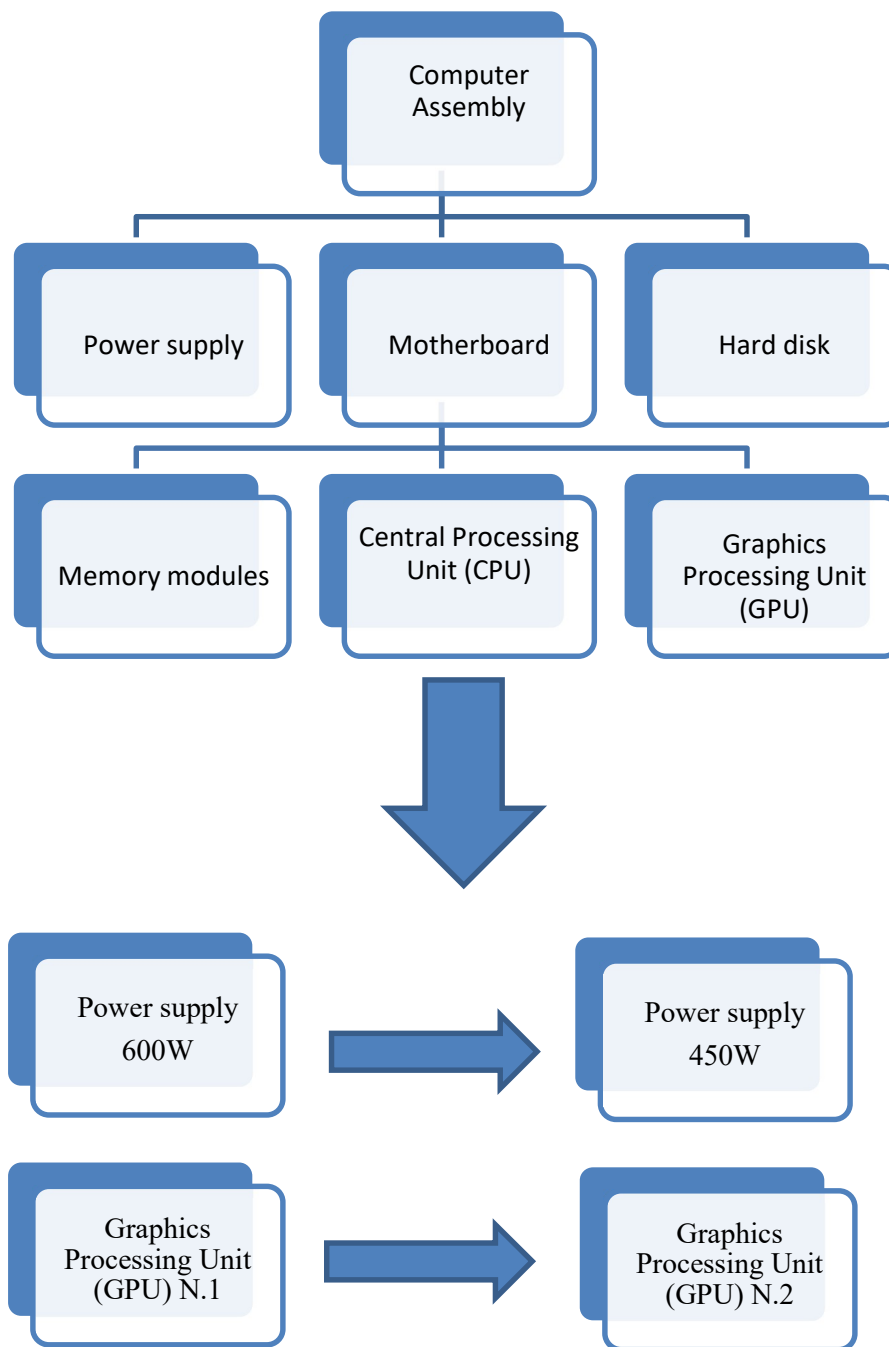 Computer
Assembly
Power supply
Motherboard
Hard disk
Memory modules
Central Processing
Unit (CPU)
Graphics
Processing Unit
(GPU)
Power supply
600W
Power supply
450W
Graphics
Processing Unit
(GPU) N.1
Graphics
Processing Unit
(GPU) N.2